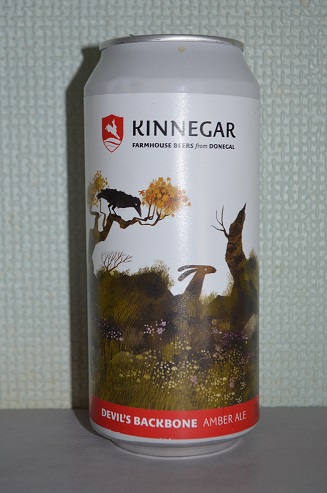 KINNEGAR
FARMHOUSE BEERS from DONEGAL
DEVIL'S BACKBONE AMBER ALE